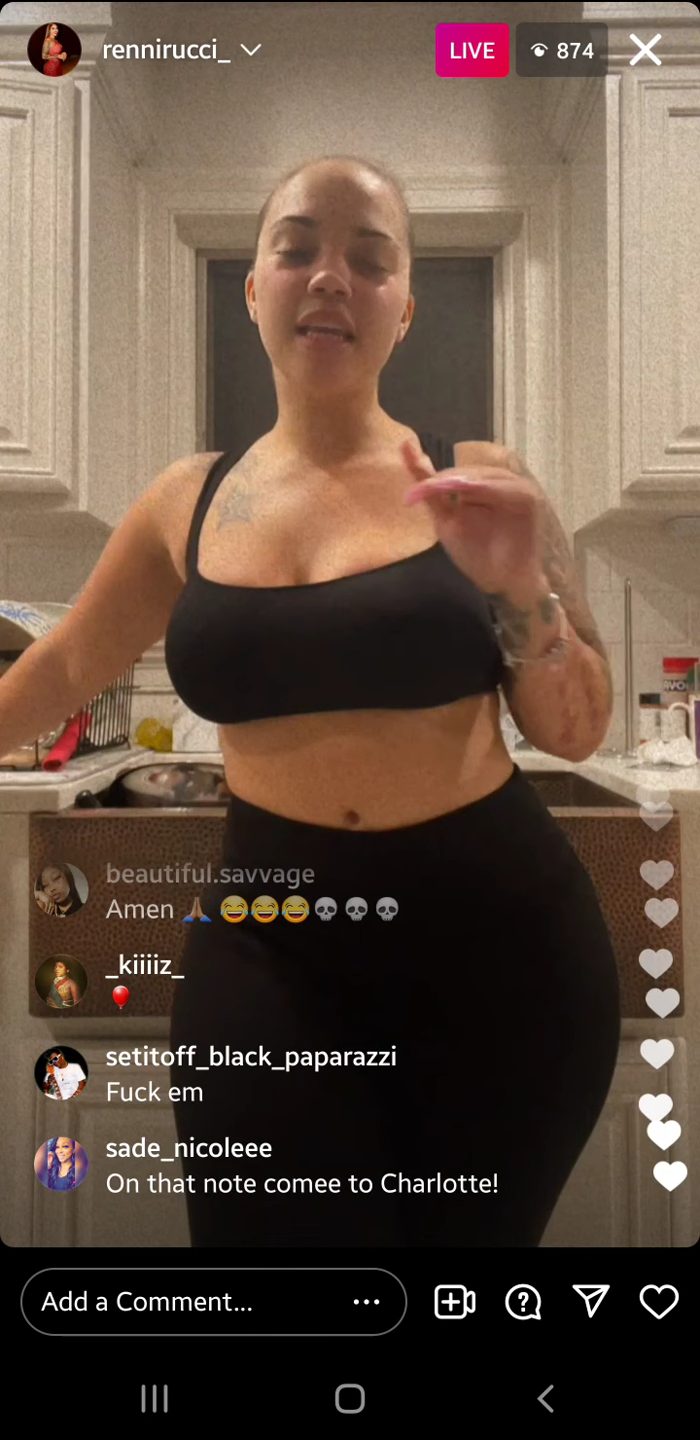 rennirucci_
LIVE
874
beautiful.savvage
Amen 🙏🏽 😂😂😂💀💀💀
_kiiiiz_
🎈
setitoff_black_paparazzi
Fuck em
sade_nicoleee
On that note comee to Charlotte!
Add a Comment...